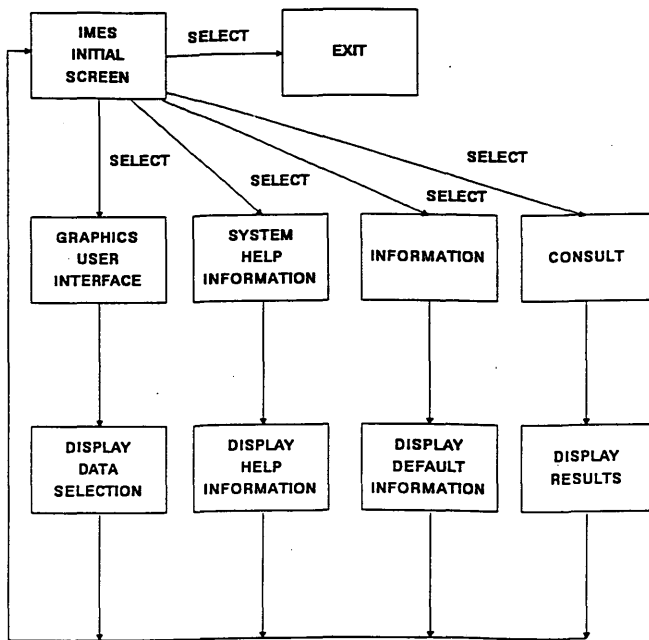 IMES
INITIAL
SCREEN
SELECT
EXIT
SELECT
SELECT
SELECT
SELECT
GRAPHICS
USER
INTERFACE
SYSTEM
HELP
INFORMATION
INFORMATION
CONSULT
DISPLAY
DATA
SELECTION
DISPLAY
HELP
INFORMATION
DISPLAY
DEFAULT
INFORMATION
DISPLAY
RESULTS